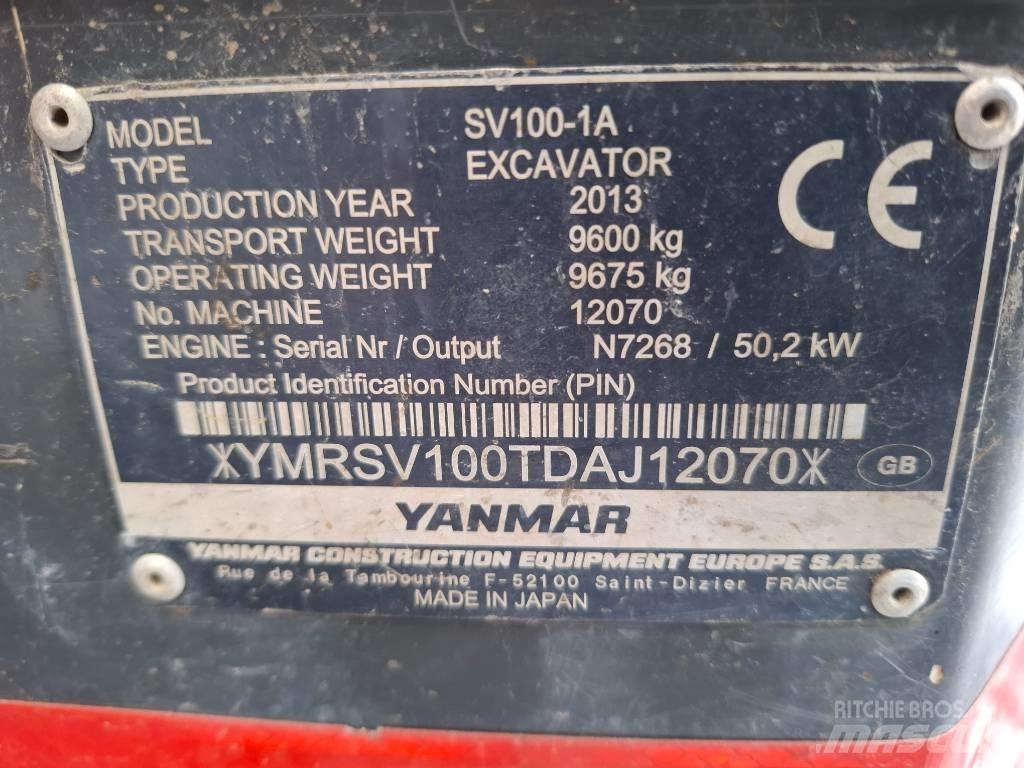 MODEL SV100-1A
TYPE EXCAVATOR
PRODUCTION YEAR 2013
TRANSPORT WEIGHT 9600 kg
OPERATING WEIGHT 9675 kg
No. MACHINE 12070
ENGINE : Serial Nr / Output N7268 / 50,2 kW
Product Identification Number (PIN)
*YMRSV100TDAJ12070*
GB
CE
YANMAR
YANMAR CONSTRUCTION EQUIPMENT EUROPE S.A.S.
Rue de la Tambourine F-52100 Saint-Dizier FRANCE
MADE IN JAPAN
RITCHIE BROS
MASCUS